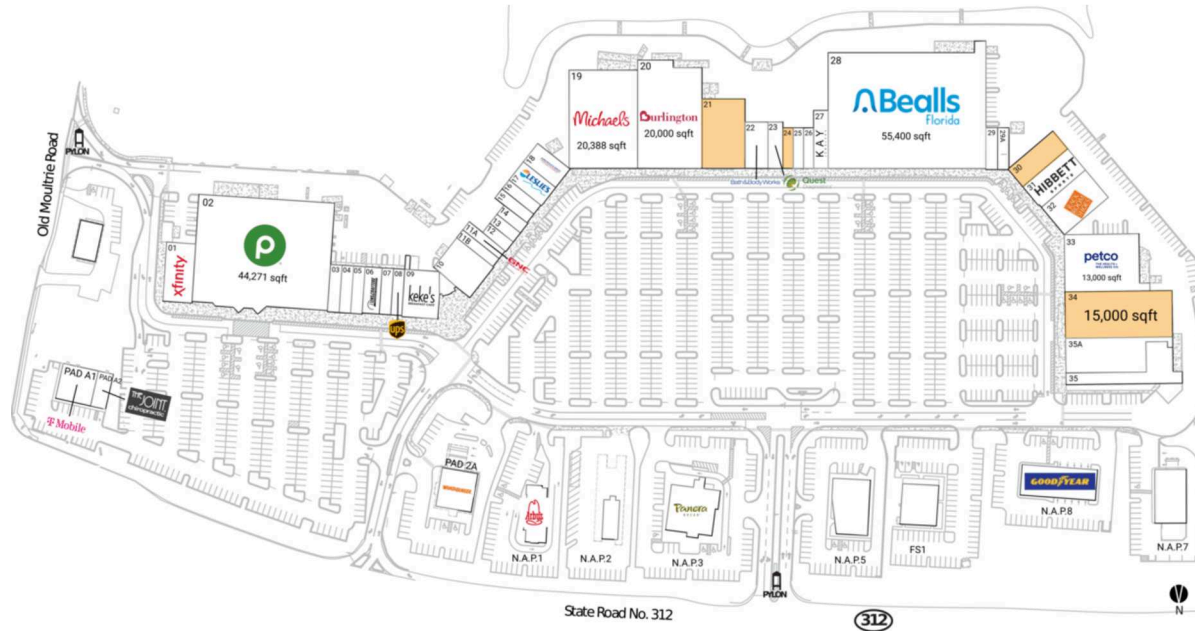 Old Moultrie Road
PYLON
01
xfinity
02
44,271 sqft
03
04
05
06
07
08
09
keke's
ups
10
11B
11A
GNC
12
13
14
15
16
17
LESLIE'S
18
19
Michaels
20,388 sqft
20
Burlington
20,000 sqft
21
22
23
Bath & Body Works
Quest
24
25
26
27
KAY
28
Bealls
Florida
55,400 sqft
29
29A
30
31
HIBBETT
32
33
petco
13,000 sqft
34
15,000 sqft
35A
35
PAD A1
PAD A2
THE JOINT
chiropractic
T Mobile
PAD 2A
N.A.P.1
N.A.P.2
Panera
BREAD
N.A.P.3
N.A.P.5
FS1
GOODYEAR
N.A.P.8
N.A.P.7
PYLON
State Road No. 312
312
N